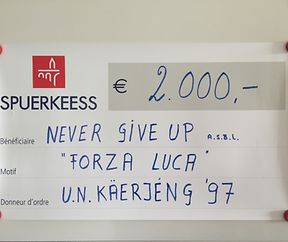 € 2.000,-
SPUERKEESS
Bénéficiaire NEVER GIVE UP A.S.B.L.
"FORZA LUCA"
Motif
U.N. KÄERJÉNG '97
Donneur d'ordre